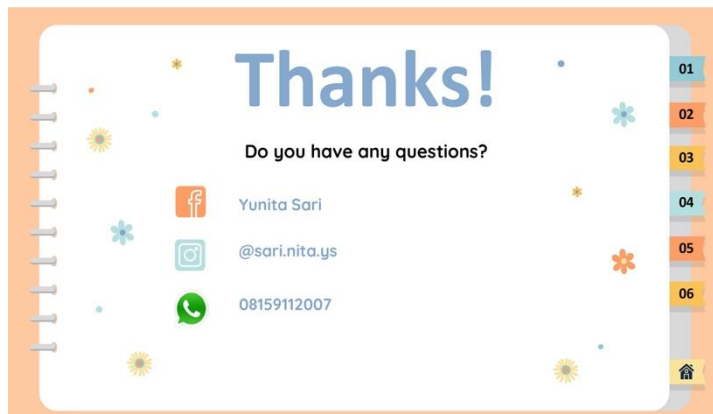 Thanks!
Do you have any questions?
Yunita Sari
@sari.nita.ys
08159112007
01
02
03
04
05
06